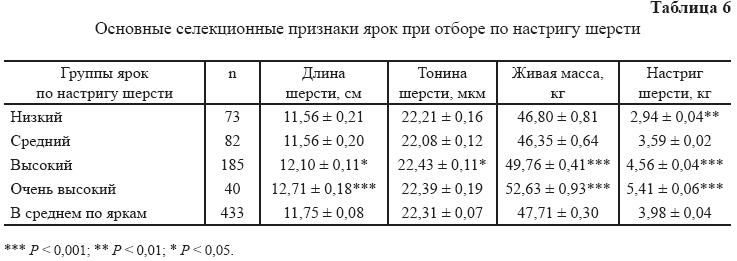 Таблица 6
Основные селекционные признаки ярок при отборе по настригу шерсти
Группы ярок по настригу шерсти | n | Длина шерсти, см | Тонина шерсти, мкм | Живая масса, кг | Настриг шерсти, кг
Низкий 73 11,56 ± 0,21 22,21 ± 0,16 46,80 ± 0,81 2,94 ± 0,04**
Средний 82 11,56 ± 0,20 22,08 ± 0,12 46,35 ± 0,64 3,59 ± 0,02
Высокий 185 12,10 ± 0,11* 22,43 ± 0,11* 49,76 ± 0,41*** 4,56 ± 0,04***
Очень высокий 40 12,71 ± 0,18*** 22,39 ± 0,19 52,63 ± 0,93*** 5,41 ± 0,06***
В среднем по яркам 433 11,75 ± 0,08 22,31 ± 0,07 47,71 ± 0,30 3,98 ± 0,04
*** P < 0,001; ** P < 0,01; * P < 0,05.